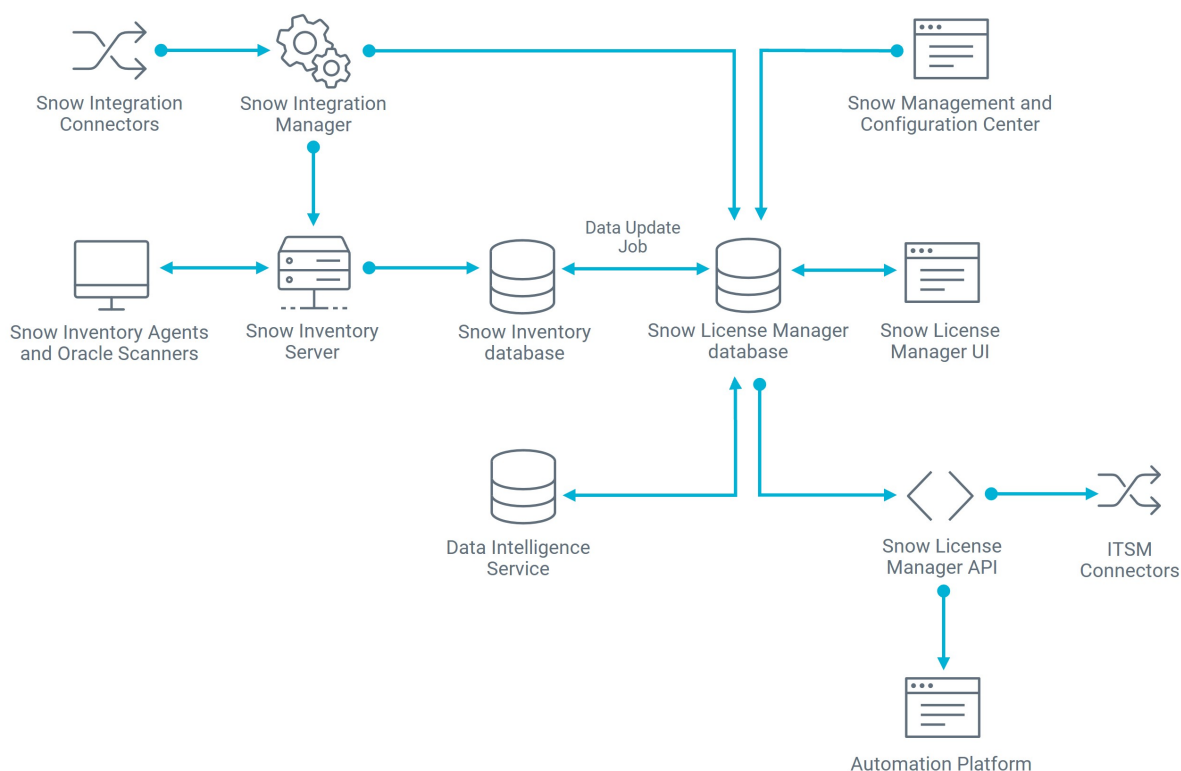 Snow Integration
Connectors
Snow Integration
Manager
Snow Management and
Configuration Center
Data Update
Job
Snow Inventory Agents
and Oracle Scanners
Snow Inventory
Server
Snow Inventory
database
Snow License Manager
database
Snow License
Manager UI
Data Intelligence
Service
Snow License
Manager API
ITSM
Connectors
Automation Platform